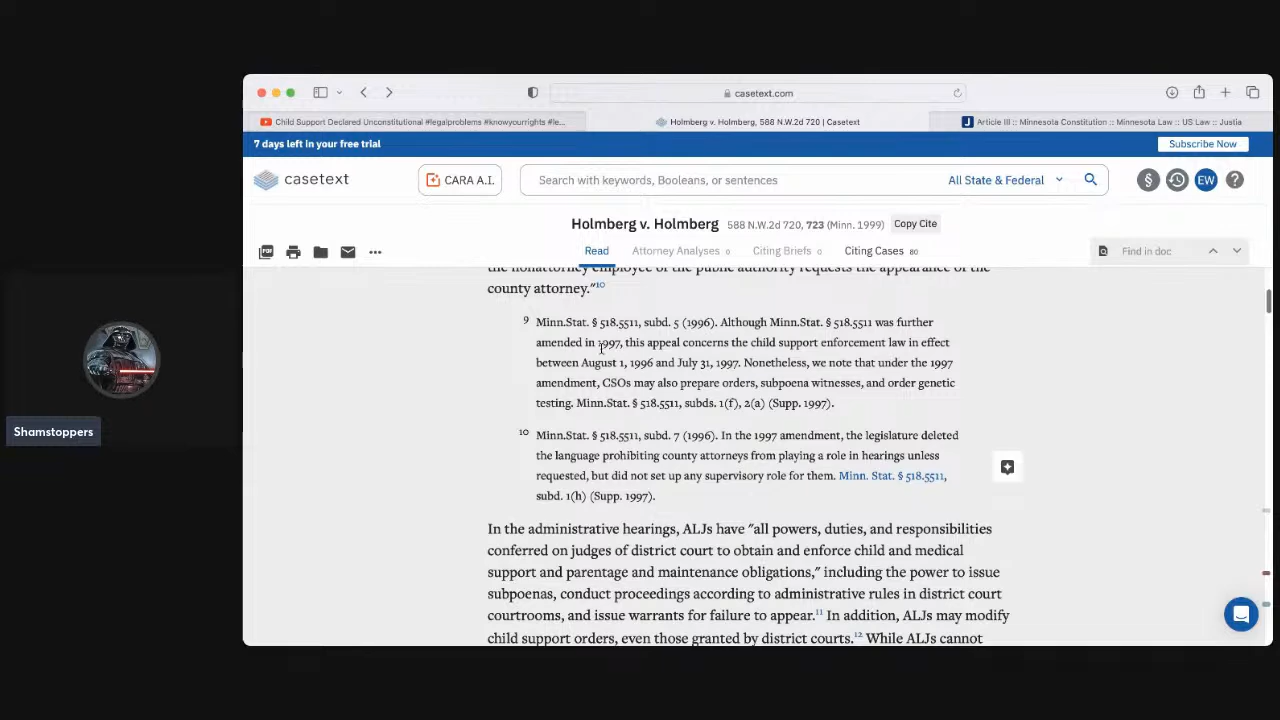 casetext.com
Child Support Declared Unconstitutional #legalproblems #knowyourrights #le...
Holmberg v. Holmberg, 588 N.W.2d 720 | Casetext
Article III :: Minnesota Constitution :: Minnesota Law :: US Law :: Justia
7 days left in your free trial
Subscribe Now
casetext
CARA A.I.
Search with keywords, Booleans, or sentences
All State & Federal
§
EW
?
Holmberg v. Holmberg 588 N.W.2d 720, 723 (Minn. 1999) Copy Cite
Read
Attorney Analyses 0
Citing Briefs 0
Citing Cases 80
Find in doc
the nonattorney employee of the public authority requests the appearance of the
county attorney."10
9 Minn.Stat. § 518.5511, subd. 5 (1996). Although Minn.Stat. § 518.5511 was further
amended in 1997, this appeal concerns the child support enforcement law in effect
between August 1, 1996 and July 31, 1997. Nonetheless, we note that under the 1997
amendment, CSOs may also prepare orders, subpoena witnesses, and order genetic
testing. Minn.Stat. § 518.5511, subds. 1(f), 2(a) (Supp. 1997).
10 Minn.Stat. § 518.5511, subd. 7 (1996). In the 1997 amendment, the legislature deleted
the language prohibiting county attorneys from playing a role in hearings unless
requested, but did not set up any supervisory role for them. Minn. Stat. § 518.5511,
subd. 1(h) (Supp. 1997).
In the administrative hearings, ALJs have "all powers, duties, and responsibilities
conferred on judges of district court to obtain and enforce child and medical
support and parentage and maintenance obligations," including the power to issue
subpoenas, conduct proceedings according to administrative rules in district court
courtrooms, and issue warrants for failure to appear.11 In addition, ALJs may modify
child support orders, even those granted by district courts.12 While ALJs cannot
Shamstoppers